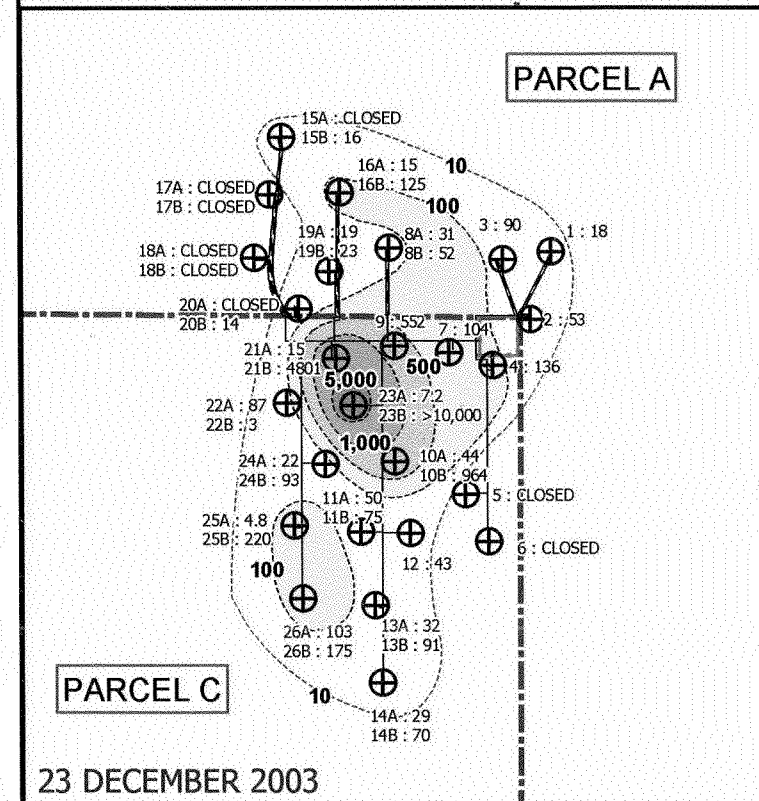 PARCEL A
15A : CLOSED
15B : 16
10
16A : 15
16B : 125
17A : CLOSED
17B : CLOSED
100
3 : 90
1 : 18
19A : 19
19B : 23
8A : 31
8B : 52
18A : CLOSED
18B : CLOSED
20A : CLOSED
20B : 14
2 : 53
9 : 552
7 : 104
21A : 15
21B : 4801
500
4 : 136
5,000
22A : 87
22B : 3
23A : 7.2
23B : >10,000
1,000
24A : 22
24B : 93
10A : 44
10B : 964
11A : 50
11B : 75
5 : CLOSED
25A : 4.8
25B : 220
12 : 43
6 : CLOSED
100
26A : 103
26B : 175
13A : 32
13B : 91
PARCEL C
10
14A : 29
14B : 70
23 DECEMBER 2003